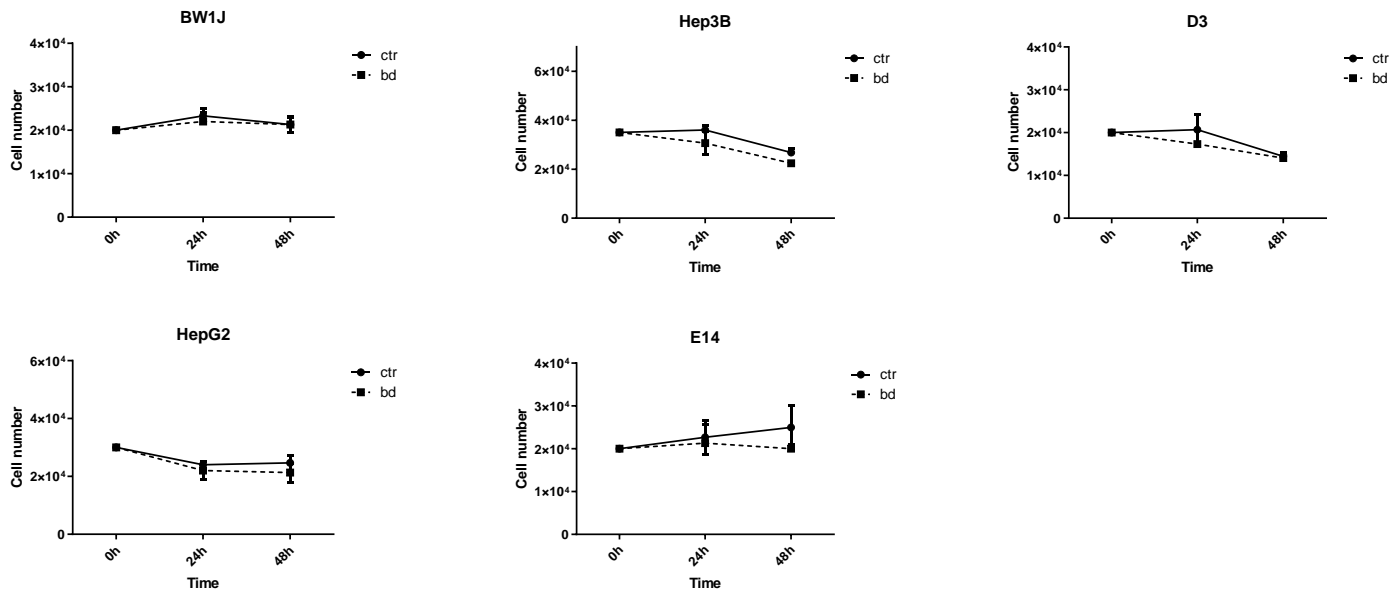 BW1J
4×10⁴
3×10⁴
2×10⁴
1×10⁴
0
Cell number
0h
24h
48h
Time
ctr
bd
Hep3B
6×10⁴
4×10⁴
2×10⁴
0
Cell number
0h
24h
48h
Time
ctr
bd
D3
4×10⁴
3×10⁴
2×10⁴
1×10⁴
0
Cell number
0h
24h
48h
Time
ctr
bd
HepG2
6×10⁴
4×10⁴
2×10⁴
0
Cell number
0h
24h
48h
Time
ctr
bd
E14
4×10⁴
3×10⁴
2×10⁴
1×10⁴
0
Cell number
0h
24h
48h
Time
ctr
bd